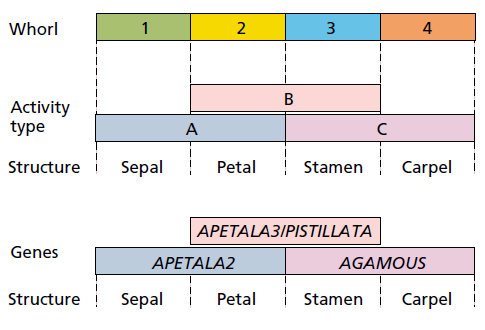 Whorl 1 2 3 4
B
Activity
type
A C
Structure Sepal Petal Stamen Carpel
APETALA3/PISTILLATA
Genes
APETALA2 AGAMOUS
Structure Sepal Petal Stamen Carpel